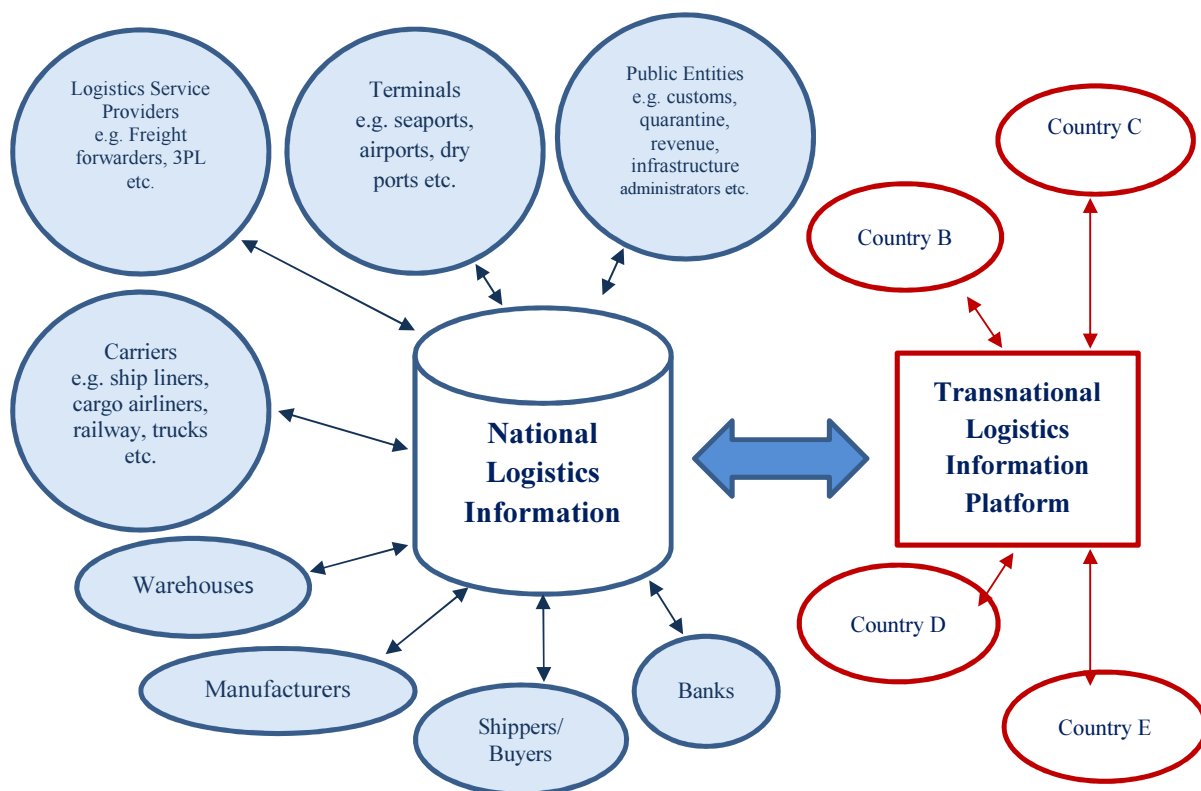 Logistics Service
Providers
e.g. Freight
forwarders, 3PL
etc.
Terminals
e.g. seaports,
airports, dry
ports etc.
Public Entities
e.g. customs,
quarantine,
revenue,
infrastructure
administrators etc.
Country C
Country B
Carriers
e.g. ship liners,
cargo airliners,
railway, trucks
etc.
National
Logistics
Information
Transnational
Logistics
Information
Platform
Warehouses
Manufacturers
Shippers/
Buyers
Banks
Country D
Country E